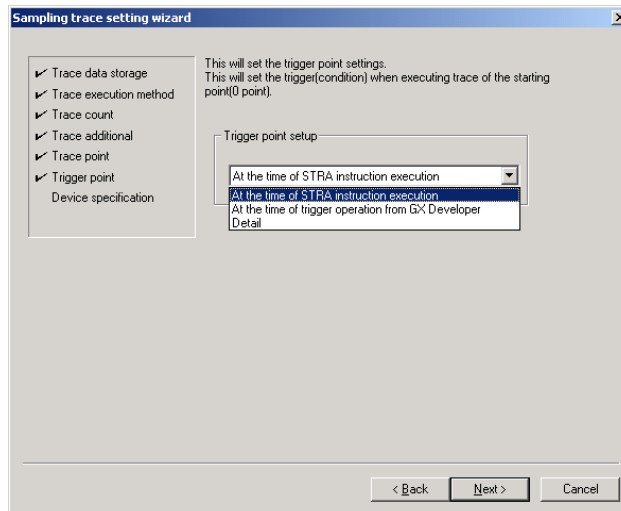 Sampling trace setting wizard
Trace data storage
Trace execution method
Trace count
Trace additional
Trace point
Trigger point
Device specification
This will set the trigger point settings.
This will set the trigger(condition) when executing trace of the starting
point(0 point).
Trigger point setup
At the time of STRA instruction execution
At the time of STRA instruction execution
At the time of trigger operation from GX Developer
Detail
< Back
Next >
Cancel